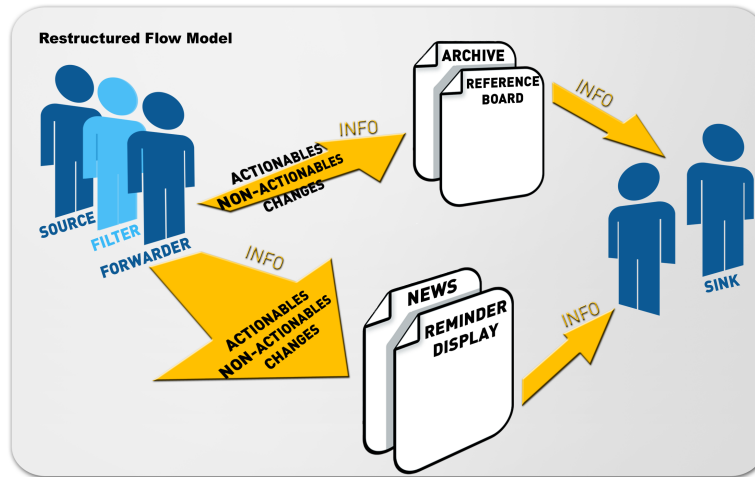 Restructured Flow Model
ARCHIVE
REFERENCE
BOARD
INFO
INFO
ACTIONABLES
NON-ACTIONABLES
CHANGES
SOURCE
FILTER
FORWARDER
SINK
INFO
ACTIONABLES
NON-ACTIONABLES
CHANGES
NEWS
REMINDER
DISPLAY
INFO